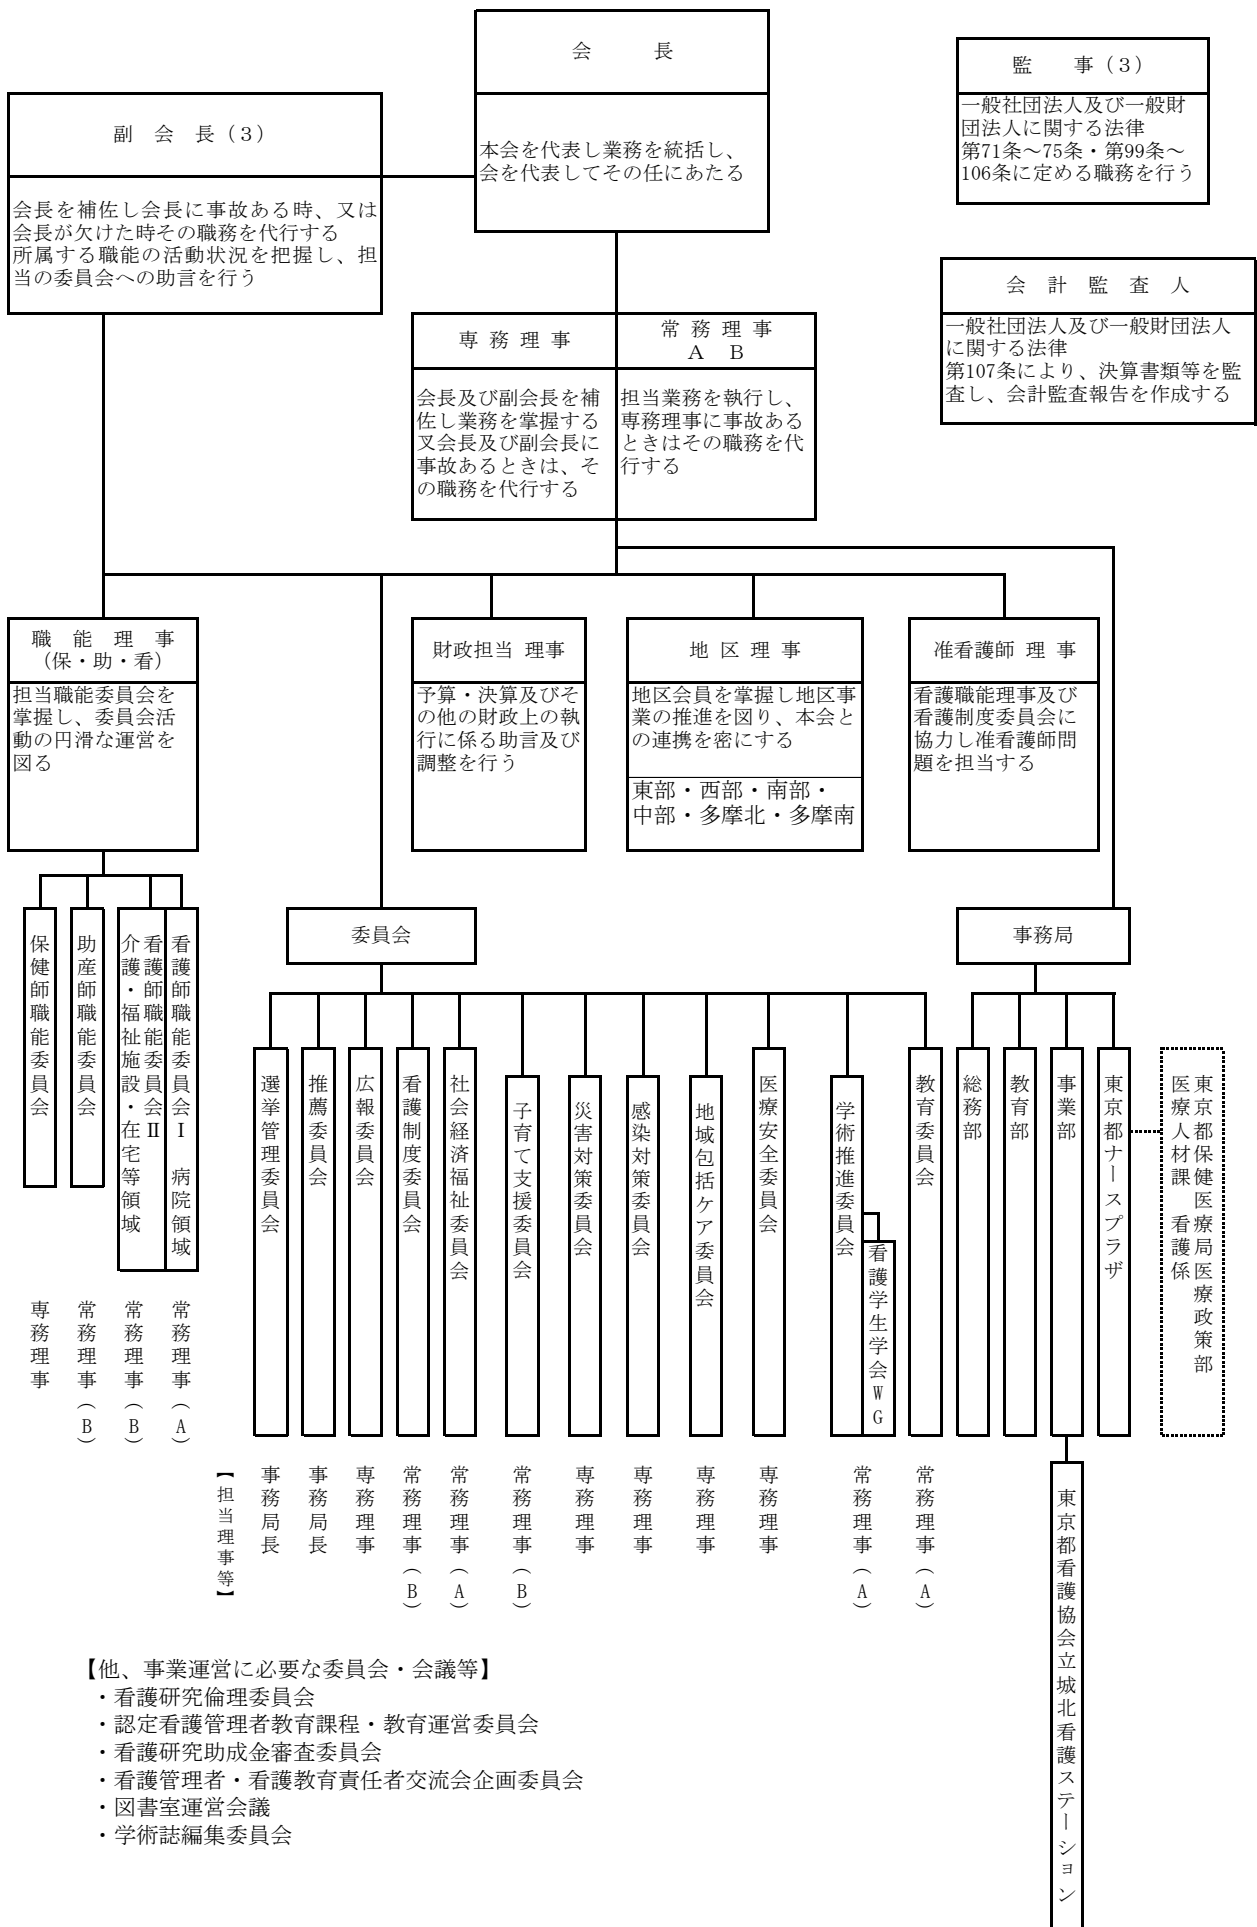 会　　長
本会を代表し業務を統括し、
会を代表してその任にあたる
監　事（３）
一般社団法人及び一般財
団法人に関する法律
第71条～75条・第99条～
106条に定める職務を行う
副 会 長（３）
会長を補佐し会長に事故ある時、又は
会長が欠けた時その職務を代行する
所属する職能の活動状況を把握し、担
当の委員会への助言を行う
会 計 監 査 人
一般社団法人及び一般財団法人
に関する法律
第107条により、決算書類等を監
査し、会計監査報告を作成する
専 務 理 事
会長及び副会長を補
佐し業務を掌握する
叉会長及び副会長に
事故あるときは、そ
の職務を代行する
常 務 理 事
Ａ　Ｂ
担当業務を執行し、
専務理事に事故ある
ときはその職務を代
行する
職 能 理 事
（保・助・看）
担当職能委員会を
掌握し、委員会活
動の円滑な運営を
図る
財政担当 理事
予算・決算及びそ
の他の財政上の執
行に係る助言及び
調整を行う
地 区 理 事
地区会員を掌握し地区事
業の推進を図り、本会と
の連携を密にする
東部・西部・南部・
中部・多摩北・多摩南
准看護師 理 事
看護職能理事及び
看護制度委員会に
協力し准看護師問
題を担当する
保健師職能委員会
助産師職能委員会
看護師職能委員会Ⅱ
介護・福祉施設・在宅等領域
看護師職能委員会Ⅰ　病院領域
専務理事
常務理事（B）
常務理事（B）
常務理事（A）
委員会
事務局
選挙管理委員会
推薦委員会
広報委員会
看護制度委員会
社会経済福祉委員会
子育て支援委員会
災害対策委員会
感染対策委員会
地域包括ケア委員会
医療安全委員会
学術推進委員会
看護学生学会WG
教育委員会
総務部
教育部
事業部
東京都ナースプラザ
東京都保健医療局医療政策部
医療人材課　看護係
【担当理事等】
事務局長
事務局長
専務理事
常務理事（B）
常務理事（A）
常務理事（B）
専務理事
専務理事
専務理事
専務理事
常務理事（A）
常務理事（A）
東京都看護協会立城北看護ステーション
【他、事業運営に必要な委員会・会議等】
・看護研究倫理委員会
・認定看護管理者教育課程・教育運営委員会
・看護研究助成金審査委員会
・看護管理者・看護教育責任者交流会企画委員会
・図書室運営会議
・学術誌編集委員会